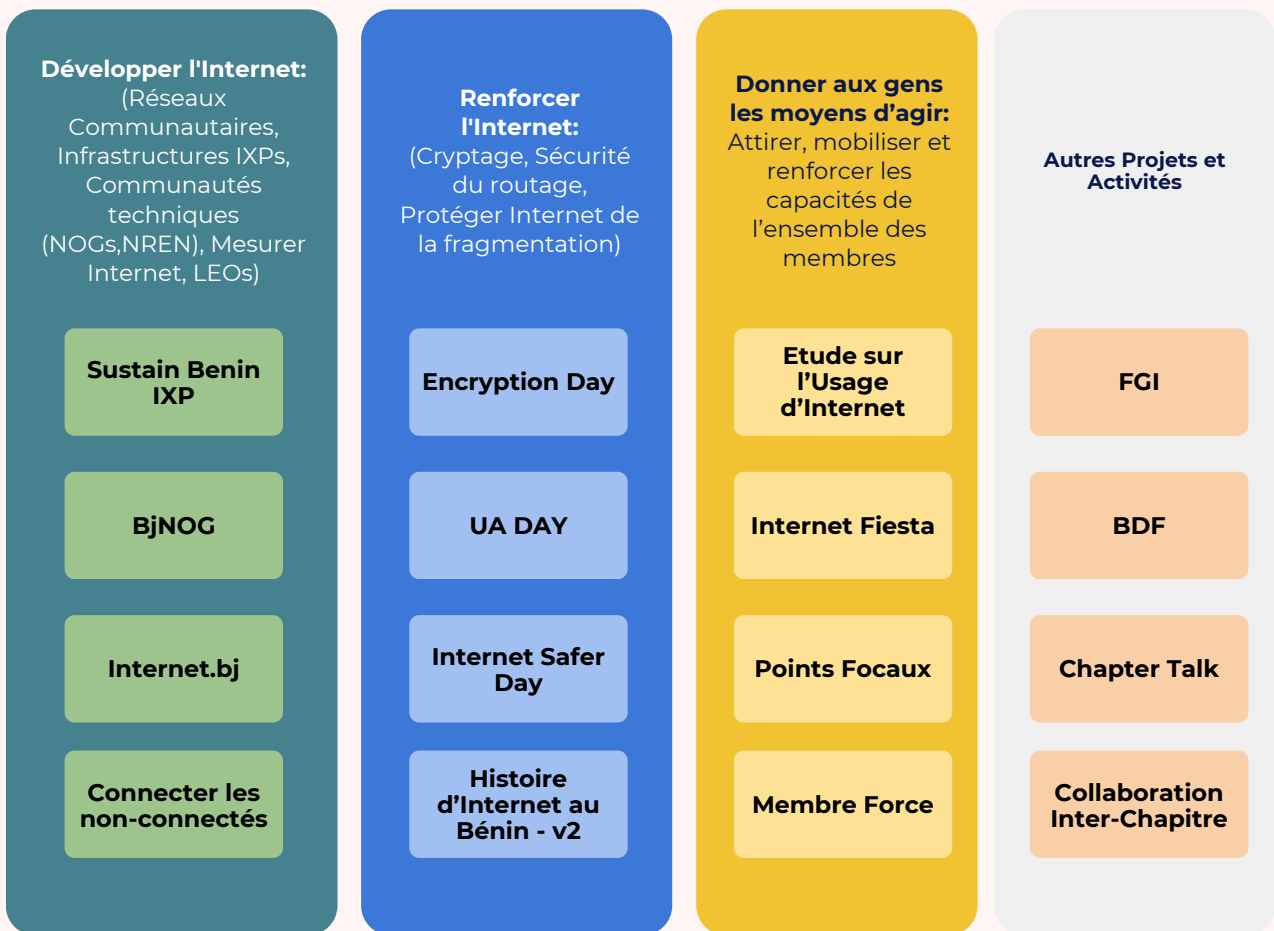 Développer l'Internet:
(Réseaux
Communautaires,
Infrastructures IXPs,
Communautés
techniques
(NOGs,NREN), Mesurer
Internet, LEOs)
Sustain Benin
IXP
BjNOG
Internet.bj
Connecter les
non-connectés
Renforcer
l'Internet:
(Cryptage, Sécurité
du routage,
Protéger Internet de
la fragmentation)
Encryption Day
UA DAY
Internet Safer
Day
Histoire
d’Internet au
Bénin - v2
Donner aux gens
les moyens d’agir:
Attirer, mobiliser et
renforcer les
capacités de
l’ensemble des
membres
Etude sur
l’Usage
d’Internet
Internet Fiesta
Points Focaux
Membre Force
Autres Projets et
Activités
FGI
BDF
Chapter Talk
Collaboration
Inter-Chapitre